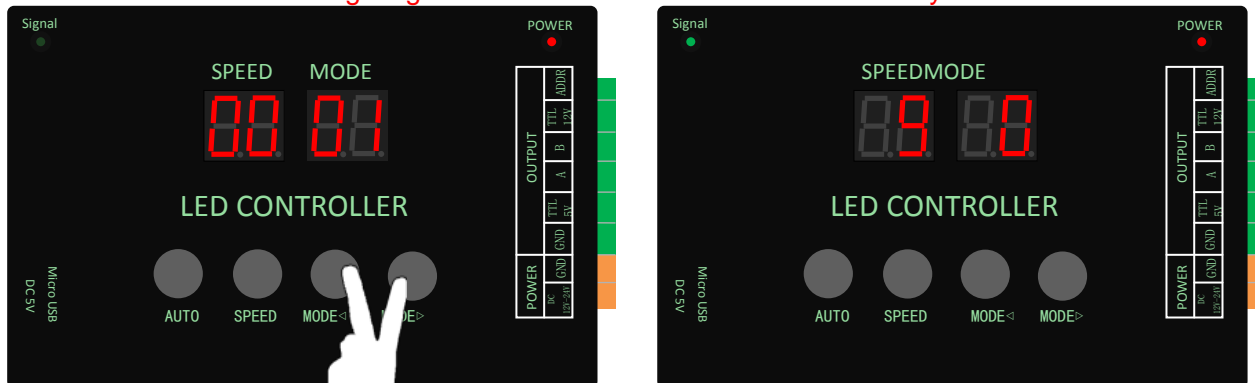 Signal
POWER
SPEED MODE
00 01
LED CONTROLLER
AUTO SPEED MODE◁ MODE▷
Micro USB
DC 5V
OUTPUT
ADDR
TTL 12V
B
A
TTL 5V
GND
POWER
GND
DC 12V-24V
Signal
POWER
SPEEDMODE
9 0
LED CONTROLLER
AUTO SPEED MODE◁ MODE▷
Micro USB
DC 5V
OUTPUT
ADDR
TTL 12V
B
A
TTL 5V
GND
POWER
GND
DC 12V-24V